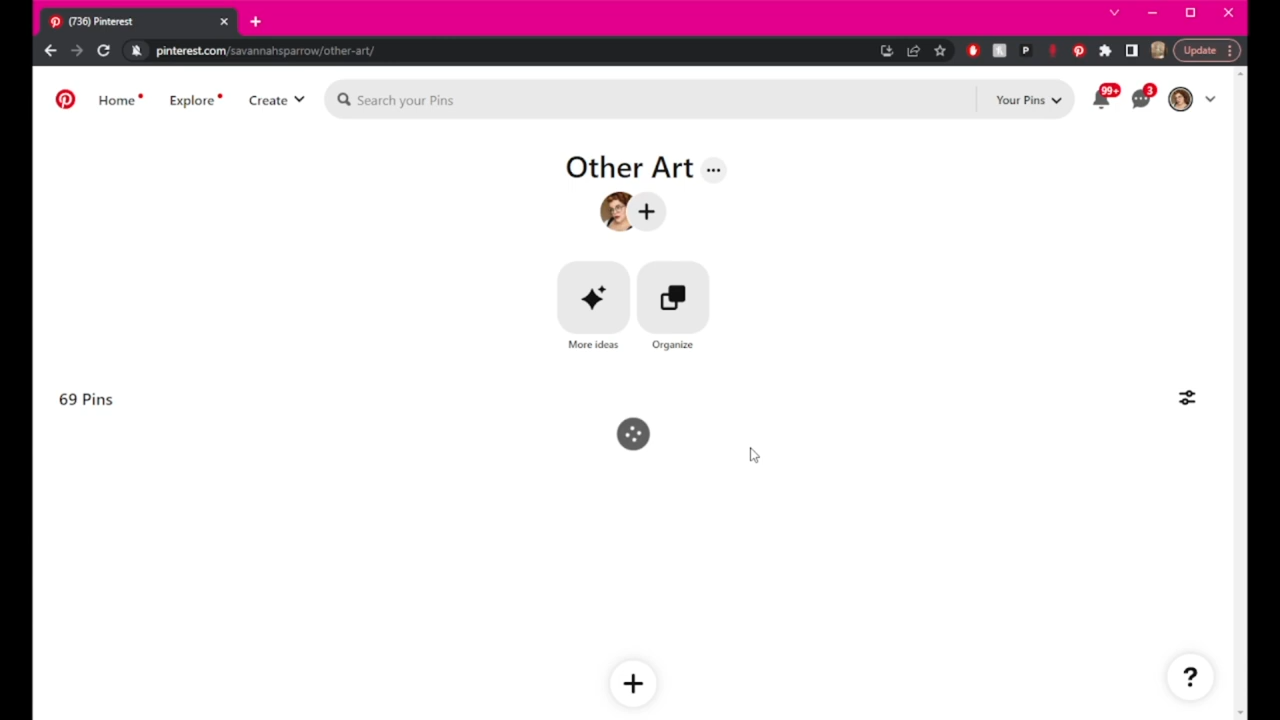 (736) Pinterest
pinterest.com/savannahsparrow/other-art/
Update
Home
Explore
Create
Search your Pins
Your Pins
99+
3
Other Art
More ideas
Organize
69 Pins
?